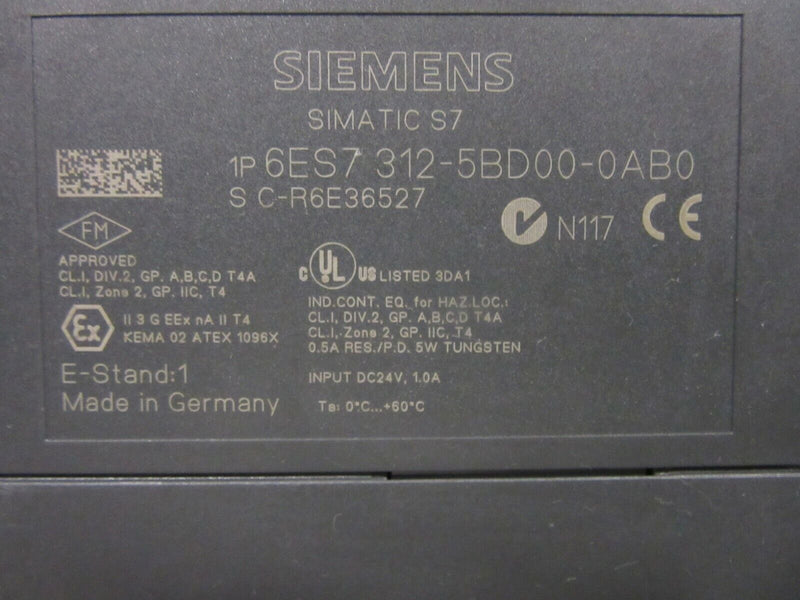 SIEMENS
SIMATIC S7
1P 6ES7 312-5BD00-0AB0
S C-R6E36527
N117 CE
FM
APPROVED
CL.I, DIV.2, GP. A,B,C,D T4A
CL.I, Zone 2, GP. IIC, T4
Ex
II 3 G EEx nA II T4
KEMA 02 ATEX 1096X
E-Stand:1
Made in Germany
C UL US LISTED 3DA1
IND.CONT. EQ. for HAZ.LOC.:
CL.I, DIV.2, GP. A,B,C,D T4A
CL.I, Zone 2, GP. IIC, T4
0.5A RES./P.D. 5W TUNGSTEN
INPUT DC24V, 1.0A
TB: 0°C...+60°C